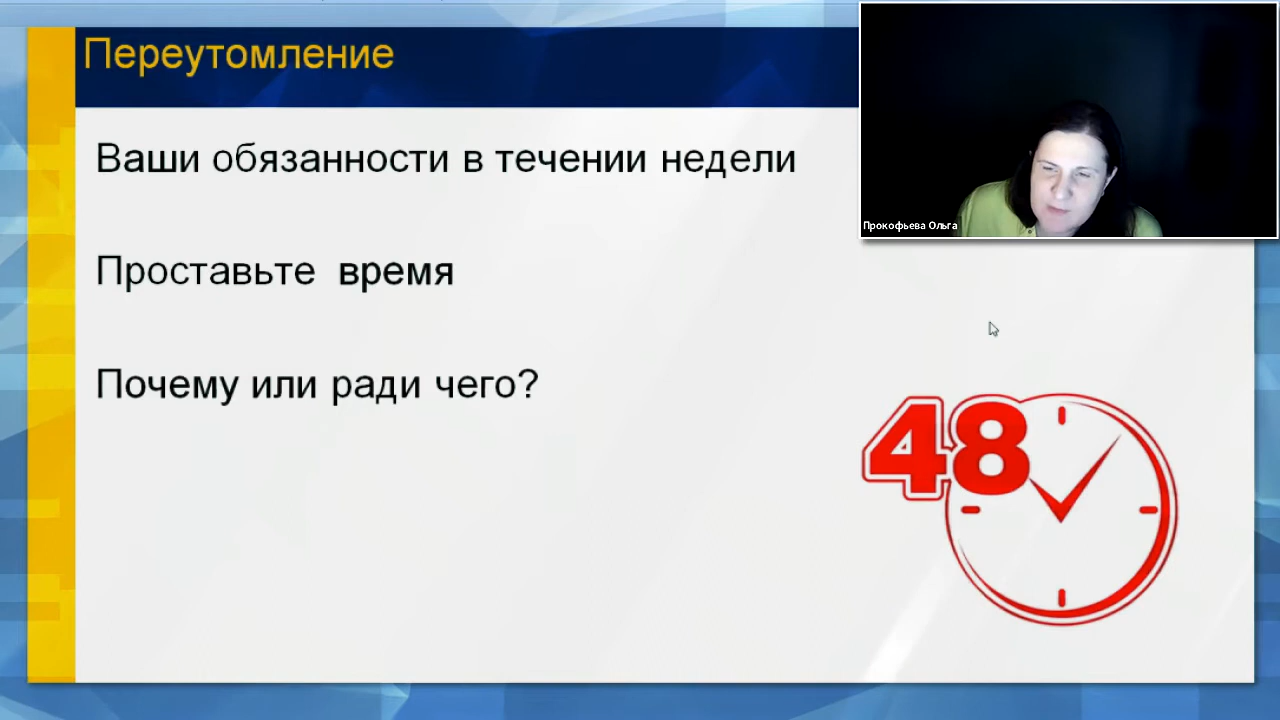 Переутомление
Ваши обязанности в течении недели
Проставьте время
Почему или ради чего?
48
Прокофьева Ольга